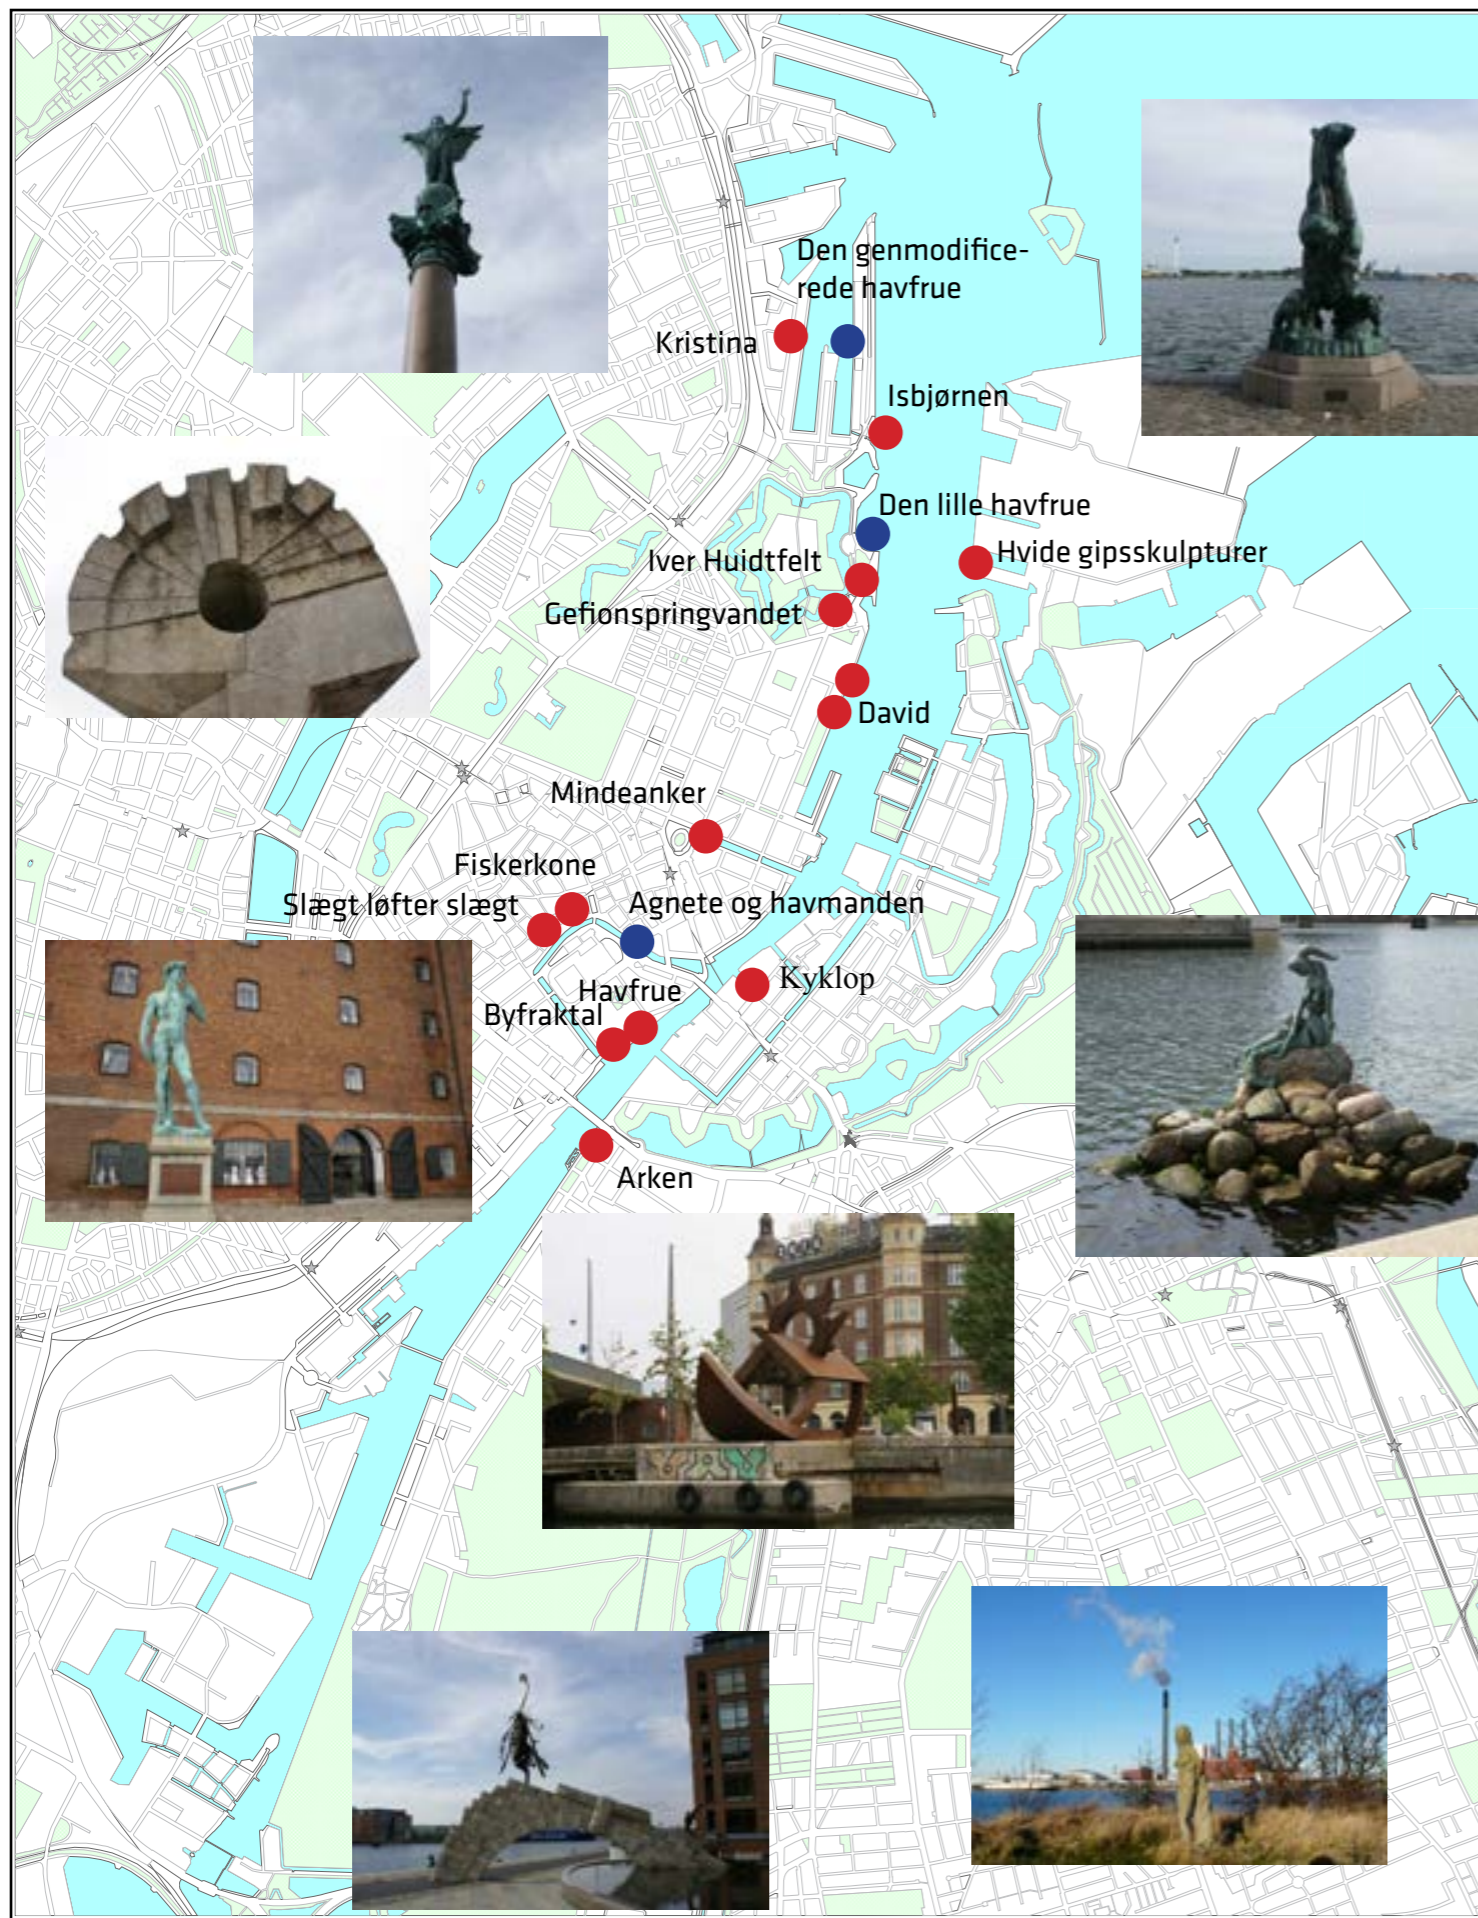 Den genmodifice-
rede havfrue
Kristina
Isbjørnen
Den lille havfrue
Iver Huidtfelt
Hvide gipsskulpturer
Gefionspringvandet
David
Mindeanker
Fiskerkone
Slægt løfter slægt
Agnete og havmanden
Kyklop
Havfrue
Byfraktal
Arken